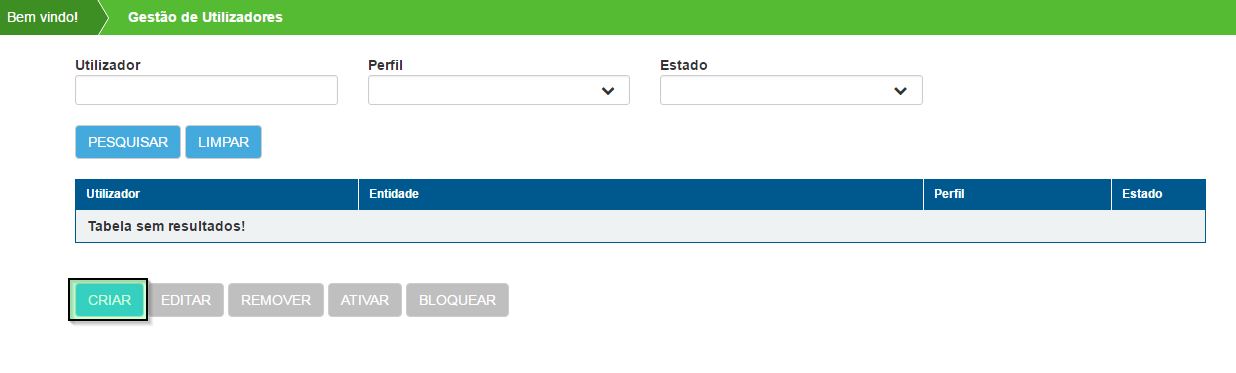 Bem vindo! Gestão de Utilizadores
Utilizador Perfil Estado
PESQUISAR LIMPAR
Utilizador Entidade Perfil Estado
Tabela sem resultados!
CRIAR EDITAR REMOVER ATIVAR BLOQUEAR